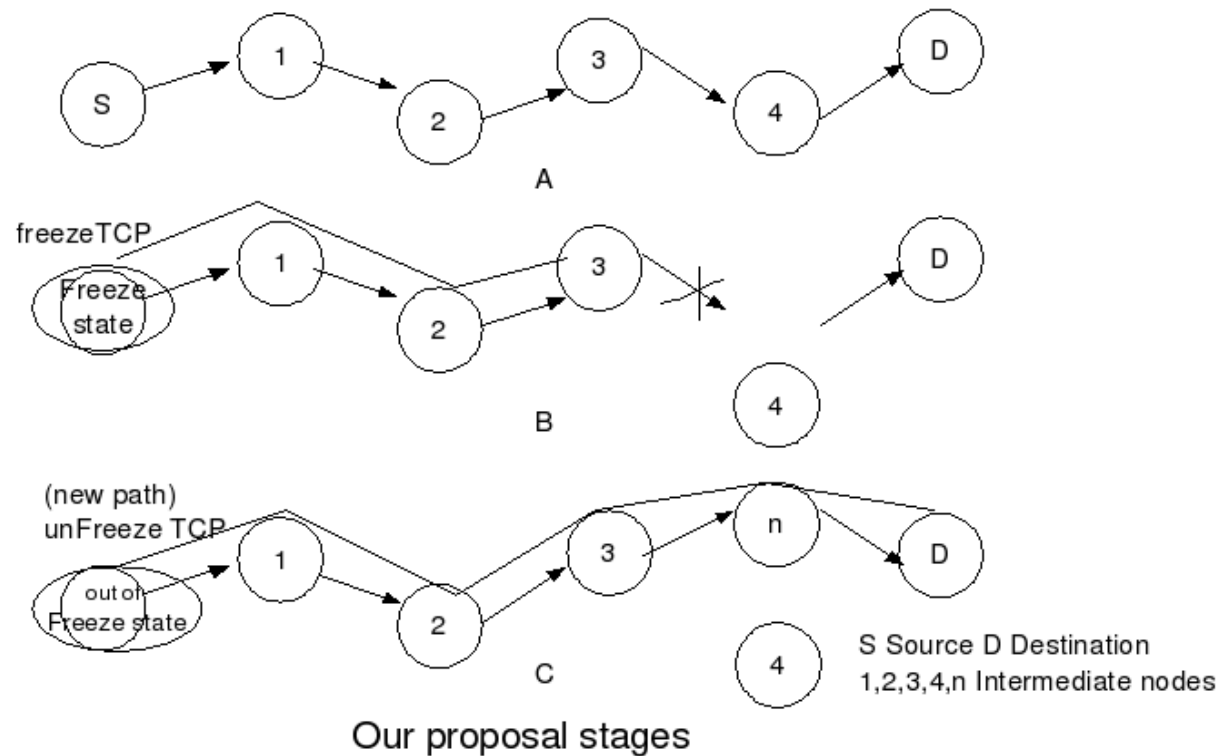 S
1
2
3
4
D
A
freezeTCP
Freeze
state
1
2
3
4
D
B
(new path)
unFreeze TCP
out of
Freeze state
1
2
3
n
D
4
C
S Source D Destination
1,2,3,4,n Intermediate nodes
Our proposal stages